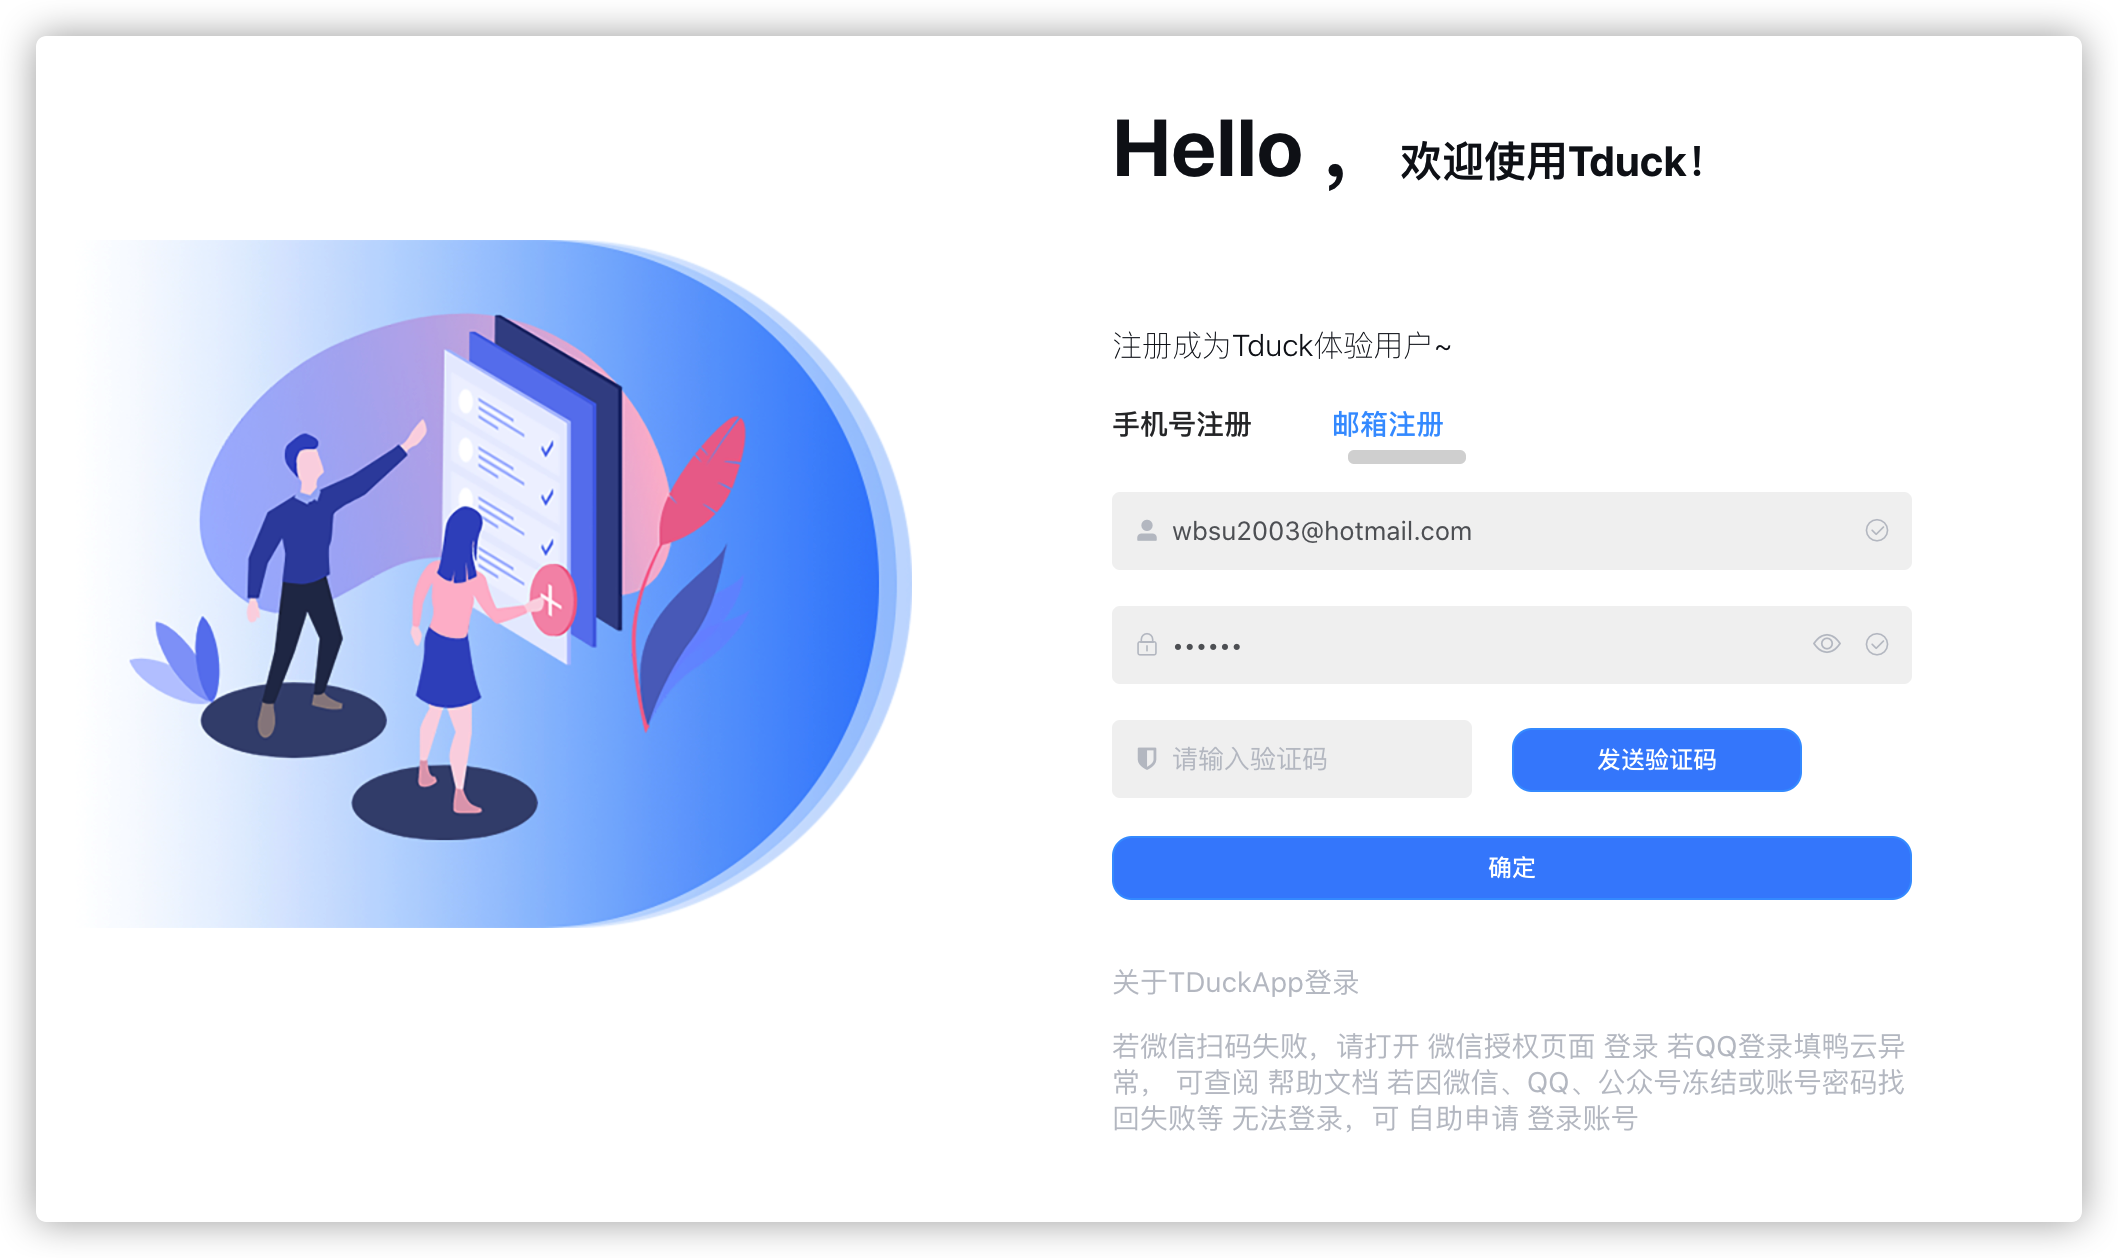 Hello ， 欢迎使用Tduck！
注册成为Tduck体验用户~
手机号注册 邮箱注册
wbsu2003@hotmail.com
••••••
请输入验证码 发送验证码
确定
关于TDuckApp登录
若微信扫码失败，请打开 微信授权页面 登录 若QQ登录填鸭云异
常， 可查阅 帮助文档 若因微信、QQ、公众号冻结或账号密码找
回失败等 无法登录，可 自助申请 登录账号